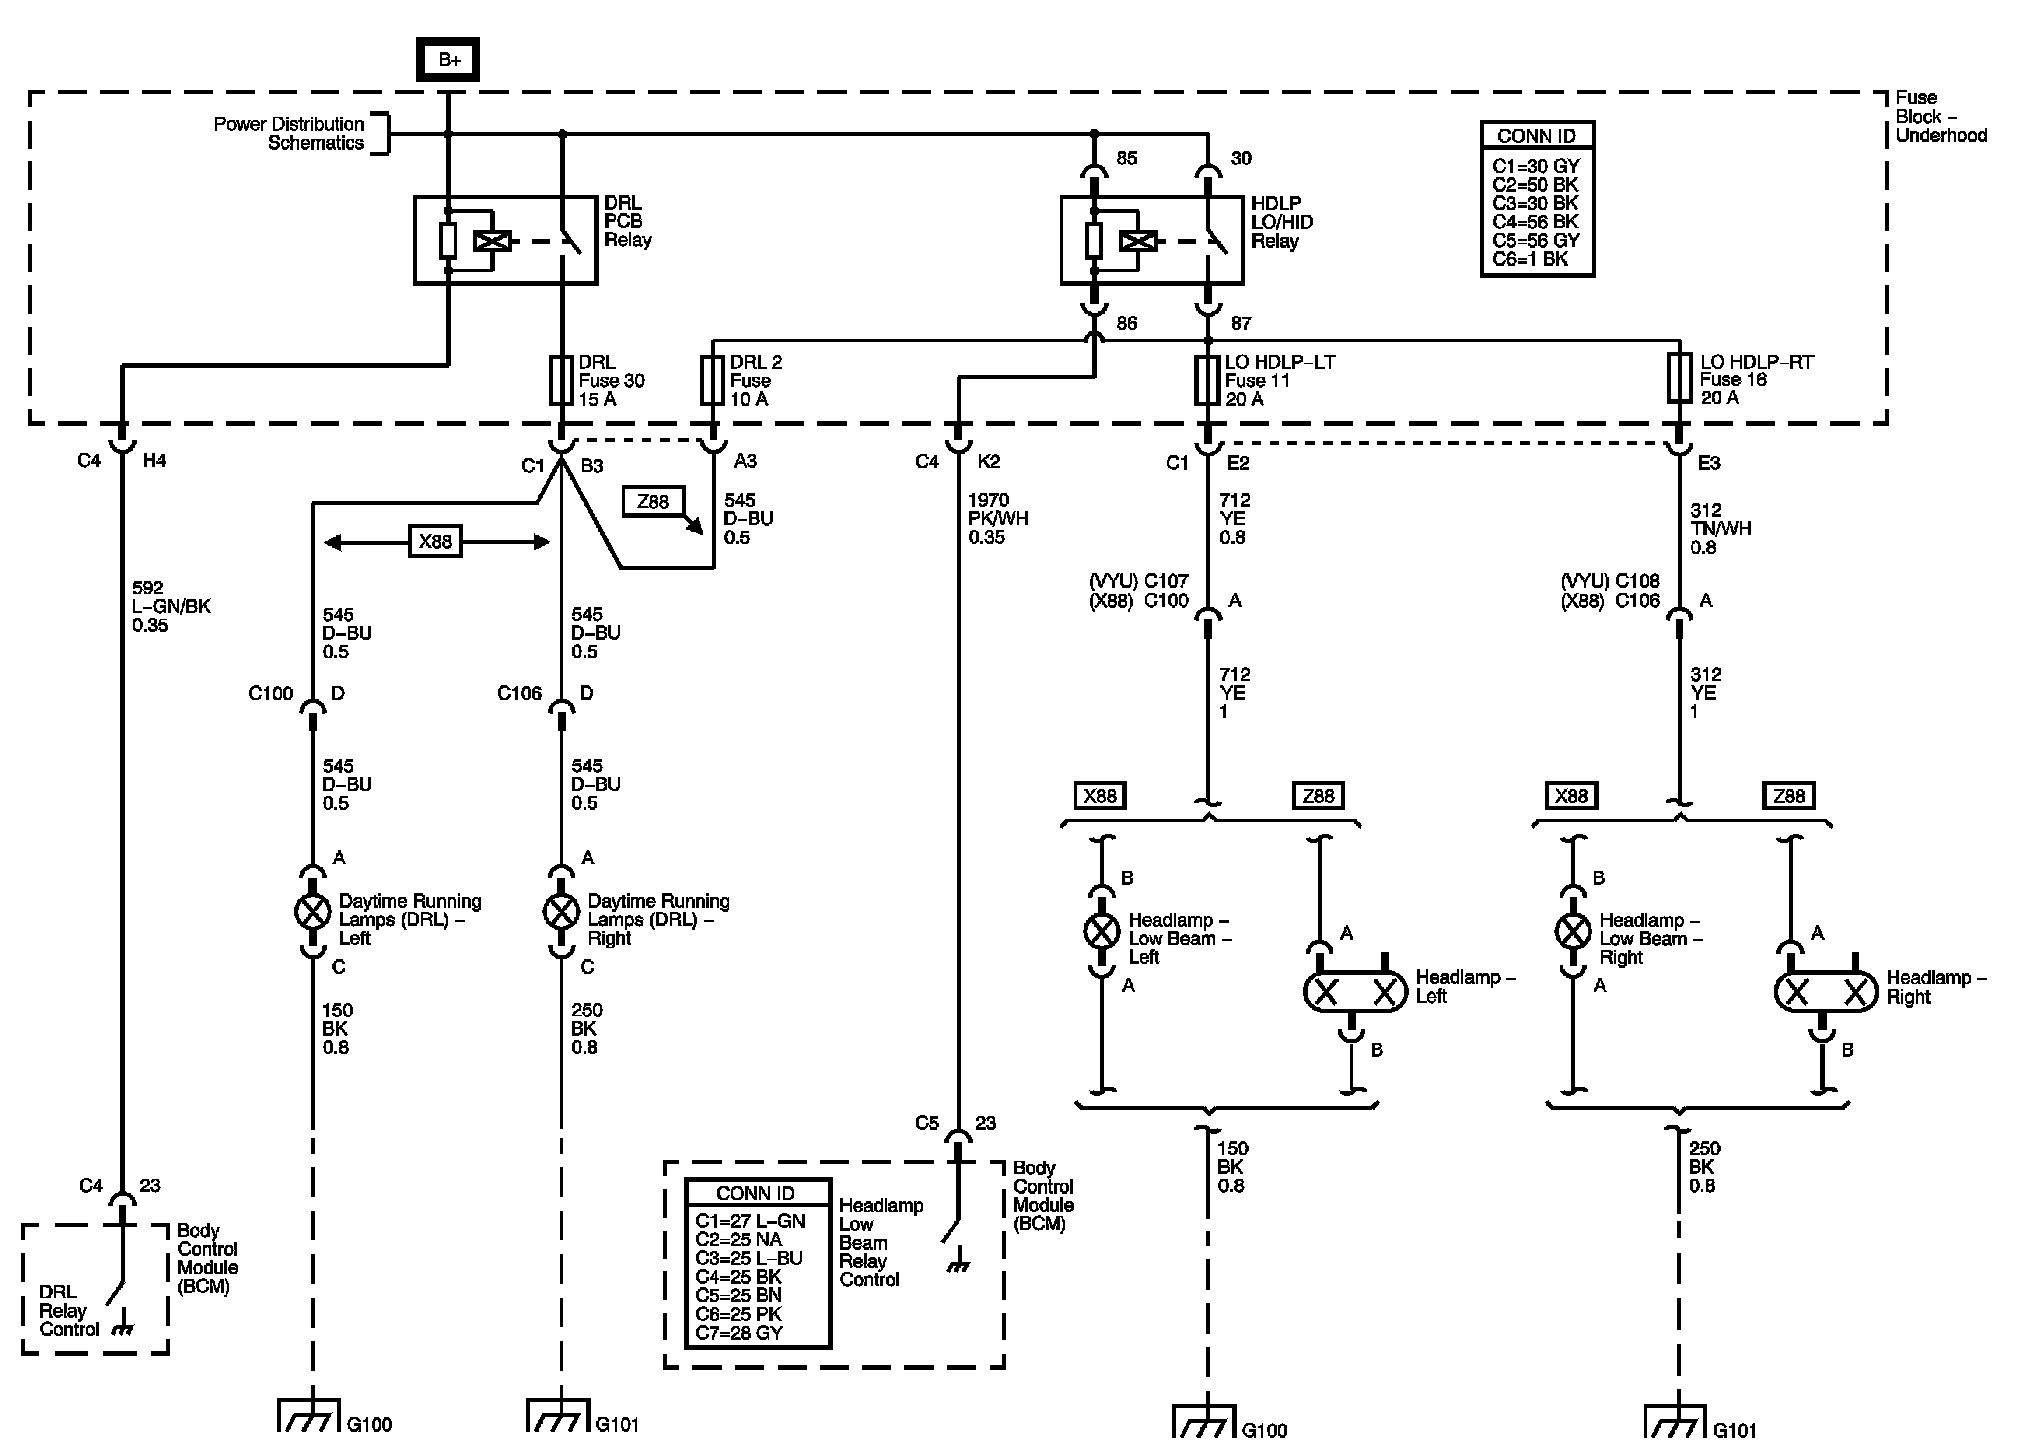 B+
Power Distribution
Schematics
Fuse
Block –
Underhood
CONN ID
C1=30 GY
C2=50 BK
C3=30 BK
C4=56 BK
C5=56 GY
C6=1 BK
85
30
DRL
PCB
Relay
HDLP
LO/HID
Relay
86
87
DRL
Fuse 30
15 A
DRL 2
Fuse
10 A
LO HDLP–LT
Fuse 11
20 A
LO HDLP–RT
Fuse 16
20 A
C4
H4
C1
B3
A3
C4
K2
C1
E2
E3
X88
Z88
545
D–BU
0.5
1970
PK/WH
0.35
712
YE
0.8
312
TN/WH
0.8
592
L–GN/BK
0.35
545
D–BU
0.5
545
D–BU
0.5
(VYU) C107
(X88) C100
A
(VYU) C108
(X88) C106
A
C100
D
C106
D
712
YE
1
312
YE
1
545
D–BU
0.5
545
D–BU
0.5
X88
Z88
X88
Z88
A
Daytime Running
Lamps (DRL) –
Left
C
A
Daytime Running
Lamps (DRL) –
Right
C
B
Headlamp –
Low Beam –
Left
A
A
Headlamp –
Left
B
B
Headlamp –
Low Beam –
Right
A
A
Headlamp –
Right
B
150
BK
0.8
250
BK
0.8
C5
23
150
BK
0.8
250
BK
0.8
C4
23
Body
Control
Module
(BCM)
DRL
Relay
Control
CONN ID
C1=27 L–GN
C2=25 NA
C3=25 L–BU
C4=25 BK
C5=25 BN
C6=25 PK
C7=28 GY
Headlamp
Low
Beam
Relay
Control
Body
Control
Module
(BCM)
G100
G101
G100
G101